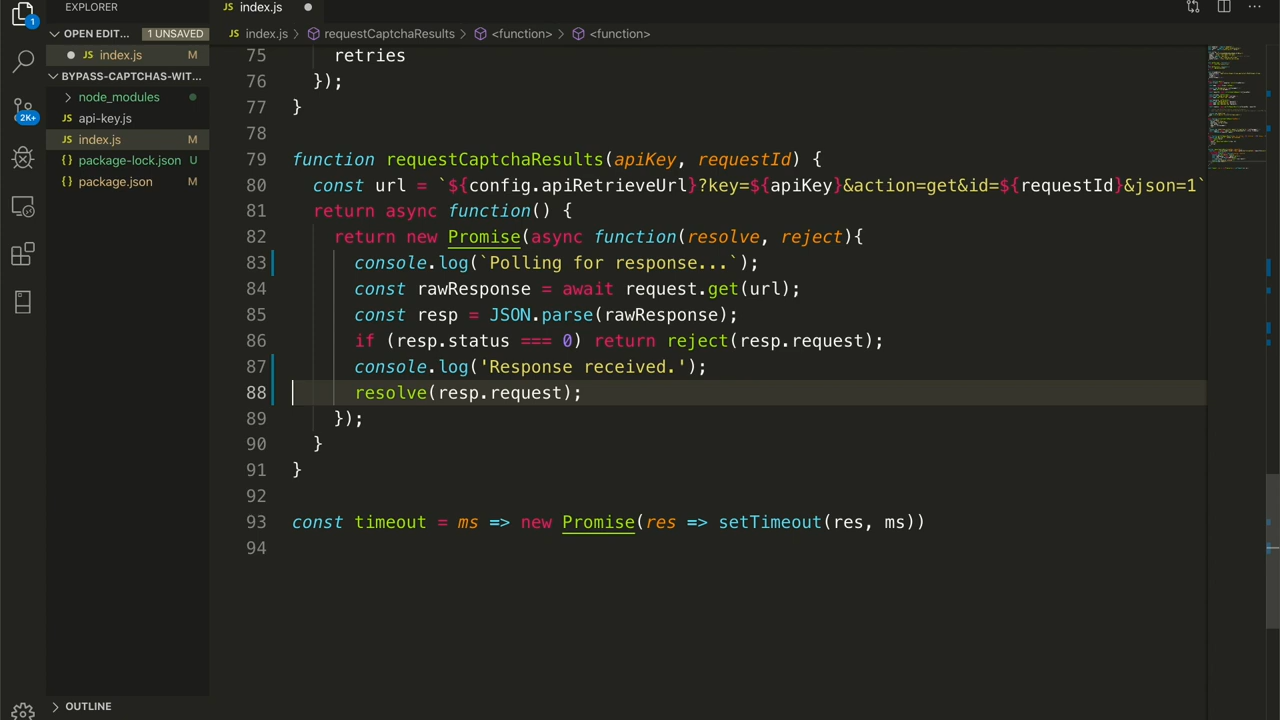 EXPLORER
index.js
OPEN EDIT...
1 UNSAVED
JS index.js M
BYPASS-CAPTCHAS-WIT...
node_modules
JS api-key.js
JS index.js M
{} package-lock.json U
{} package.json M
1
2K+
OUTLINE
JS index.js > requestCaptchaResults > <function> > <function>
75 retries
76 });
77 }
78
79 function requestCaptchaResults(apiKey, requestId) {
80 const url = `${config.apiRetrieveUrl}?key=${apiKey}&action=get&id=${requestId}&json=1`
81 return async function() {
82 return new Promise(async function(resolve, reject){
83 console.log(`Polling for response...`);
84 const rawResponse = await request.get(url);
85 const resp = JSON.parse(rawResponse);
86 if (resp.status === 0) return reject(resp.request);
87 console.log('Response received.');
88 resolve(resp.request);
89 });
90 }
91 }
92
93 const timeout = ms => new Promise(res => setTimeout(res, ms))
94